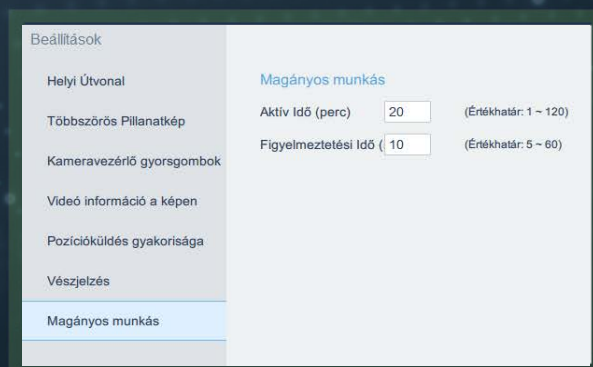 Beállítások
Helyi Útvonal
Többszörös Pillanatkép
Kameravezérlő gyorsgombok
Videó információ a képen
Pozícióküldés gyakorisága
Vészjelzés
Magányos munkás
Magányos munkás
Aktív Idő (perc) 20 (Értékhatár: 1 ~ 120)
Figyelmeztetési Idő ( 10 (Értékhatár: 5 ~ 60)